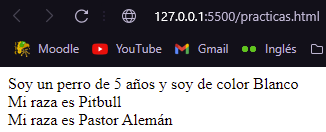 127.0.0.1:5500/practicas.html
Moodle YouTube Gmail Inglés
Soy un perro de 5 años y soy de color Blanco
Mi raza es Pitbull
Mi raza es Pastor Alemán